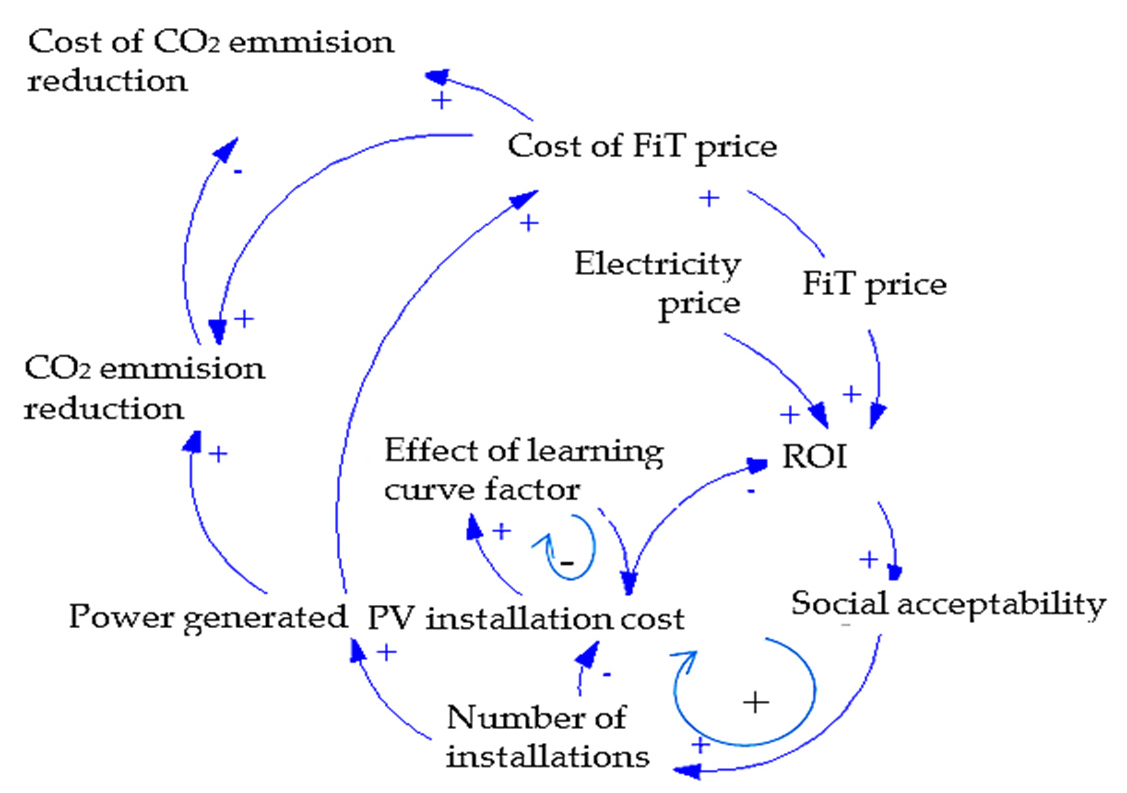 Cost of CO2 emmision
reduction
+
Cost of FiT price
-
+
+
Electricity
price
FiT price
+
CO2 emmision
reduction
+
+
+
Effect of learning
curve factor
ROI
-
+
-
+
Power generated
PV installation cost
Social acceptability
+
-
+
Number of
installations
+